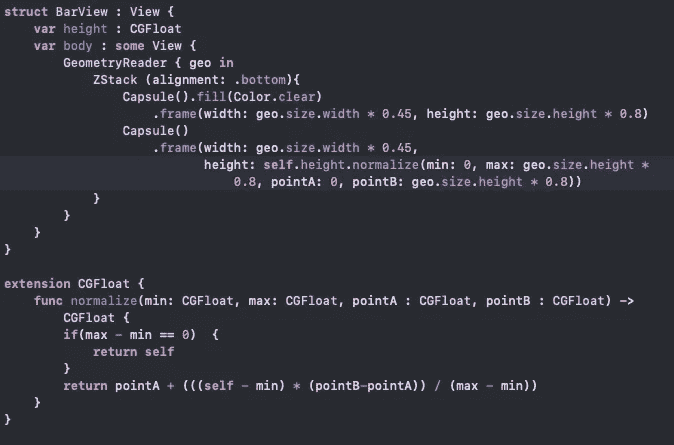 struct BarView : View {
    var height : CGFloat
    var body : some View {
        GeometryReader { geo in
            ZStack (alignment: .bottom){
                Capsule().fill(Color.clear)
                    .frame(width: geo.size.width * 0.45, height: geo.size.height * 0.8)
                Capsule()
                    .frame(width: geo.size.width * 0.45,
                           height: self.height.normalize(min: 0, max: geo.size.height *
                               0.8, pointA: 0, pointB: geo.size.height * 0.8))
            }
        }
    }
}

extension CGFloat {
    func normalize(min: CGFloat, max: CGFloat, pointA : CGFloat, pointB : CGFloat) ->
        CGFloat {
        if(max - min == 0)  {
            return self
        }
        return pointA + (((self - min) * (pointB-pointA)) / (max - min))
    }
}